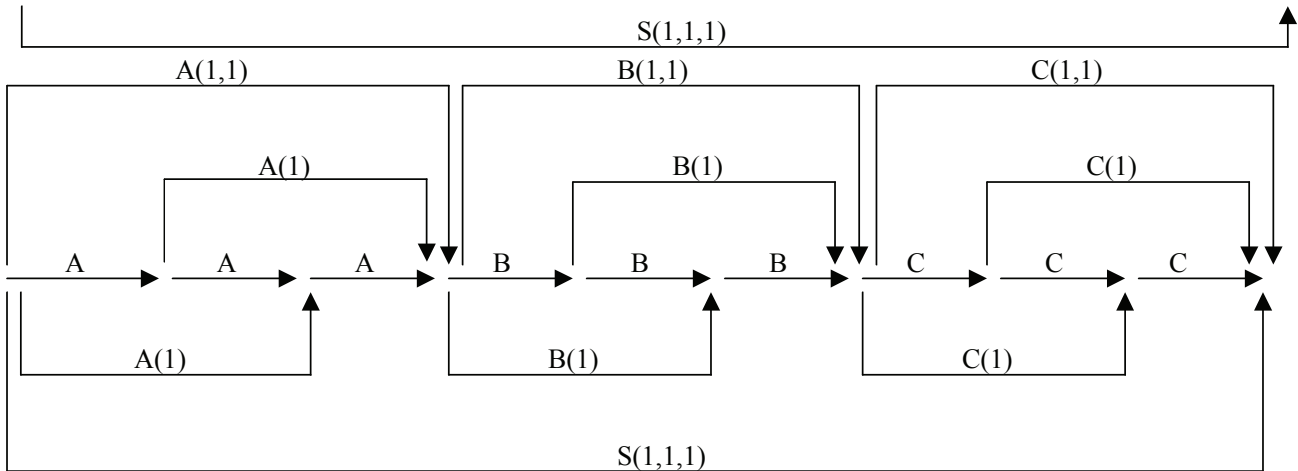 S(1,1,1)
A(1,1) B(1,1) C(1,1)
A(1) B(1) C(1)
A A A B B B C C C
A(1) B(1) C(1)
S(1,1,1)